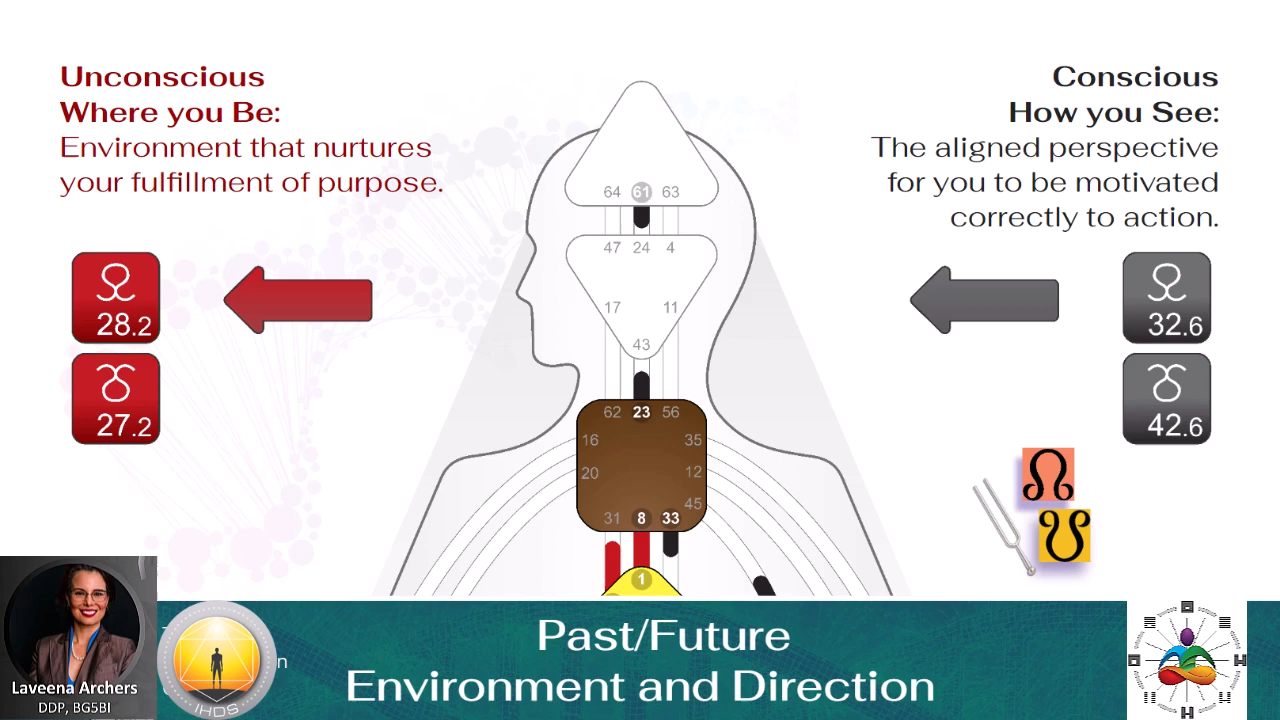 Unconscious
Where you Be:
Environment that nurtures
your fulfillment of purpose.
Conscious
How you See:
The aligned perspective
for you to be motivated
correctly to action.
64 61 63
47 24 4
17 11
43
62 23 56
16 35
20 12
45
31 8 33
1
28.2
27.2
32.6
42.6
Past/Future
Environment and Direction
Laveena Archers
DDP, BG5BI
IHDS
n